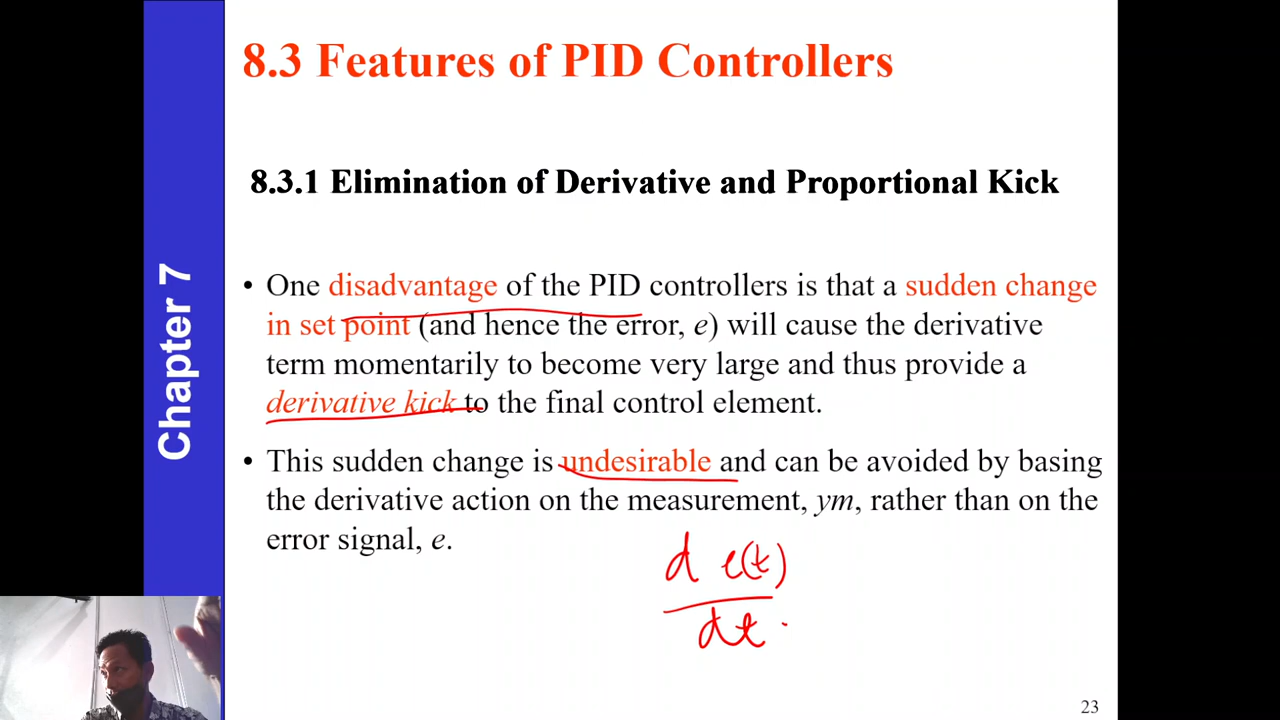 8.3 Features of PID Controllers
8.3.1 Elimination of Derivative and Proportional Kick
• One disadvantage of the PID controllers is that a sudden change
in set point (and hence the error, e) will cause the derivative
term momentarily to become very large and thus provide a
derivative kick to the final control element.
• This sudden change is undesirable and can be avoided by basing
the derivative action on the measurement, ym, rather than on the
error signal, e.
d e(t)
dt
Chapter 7
23